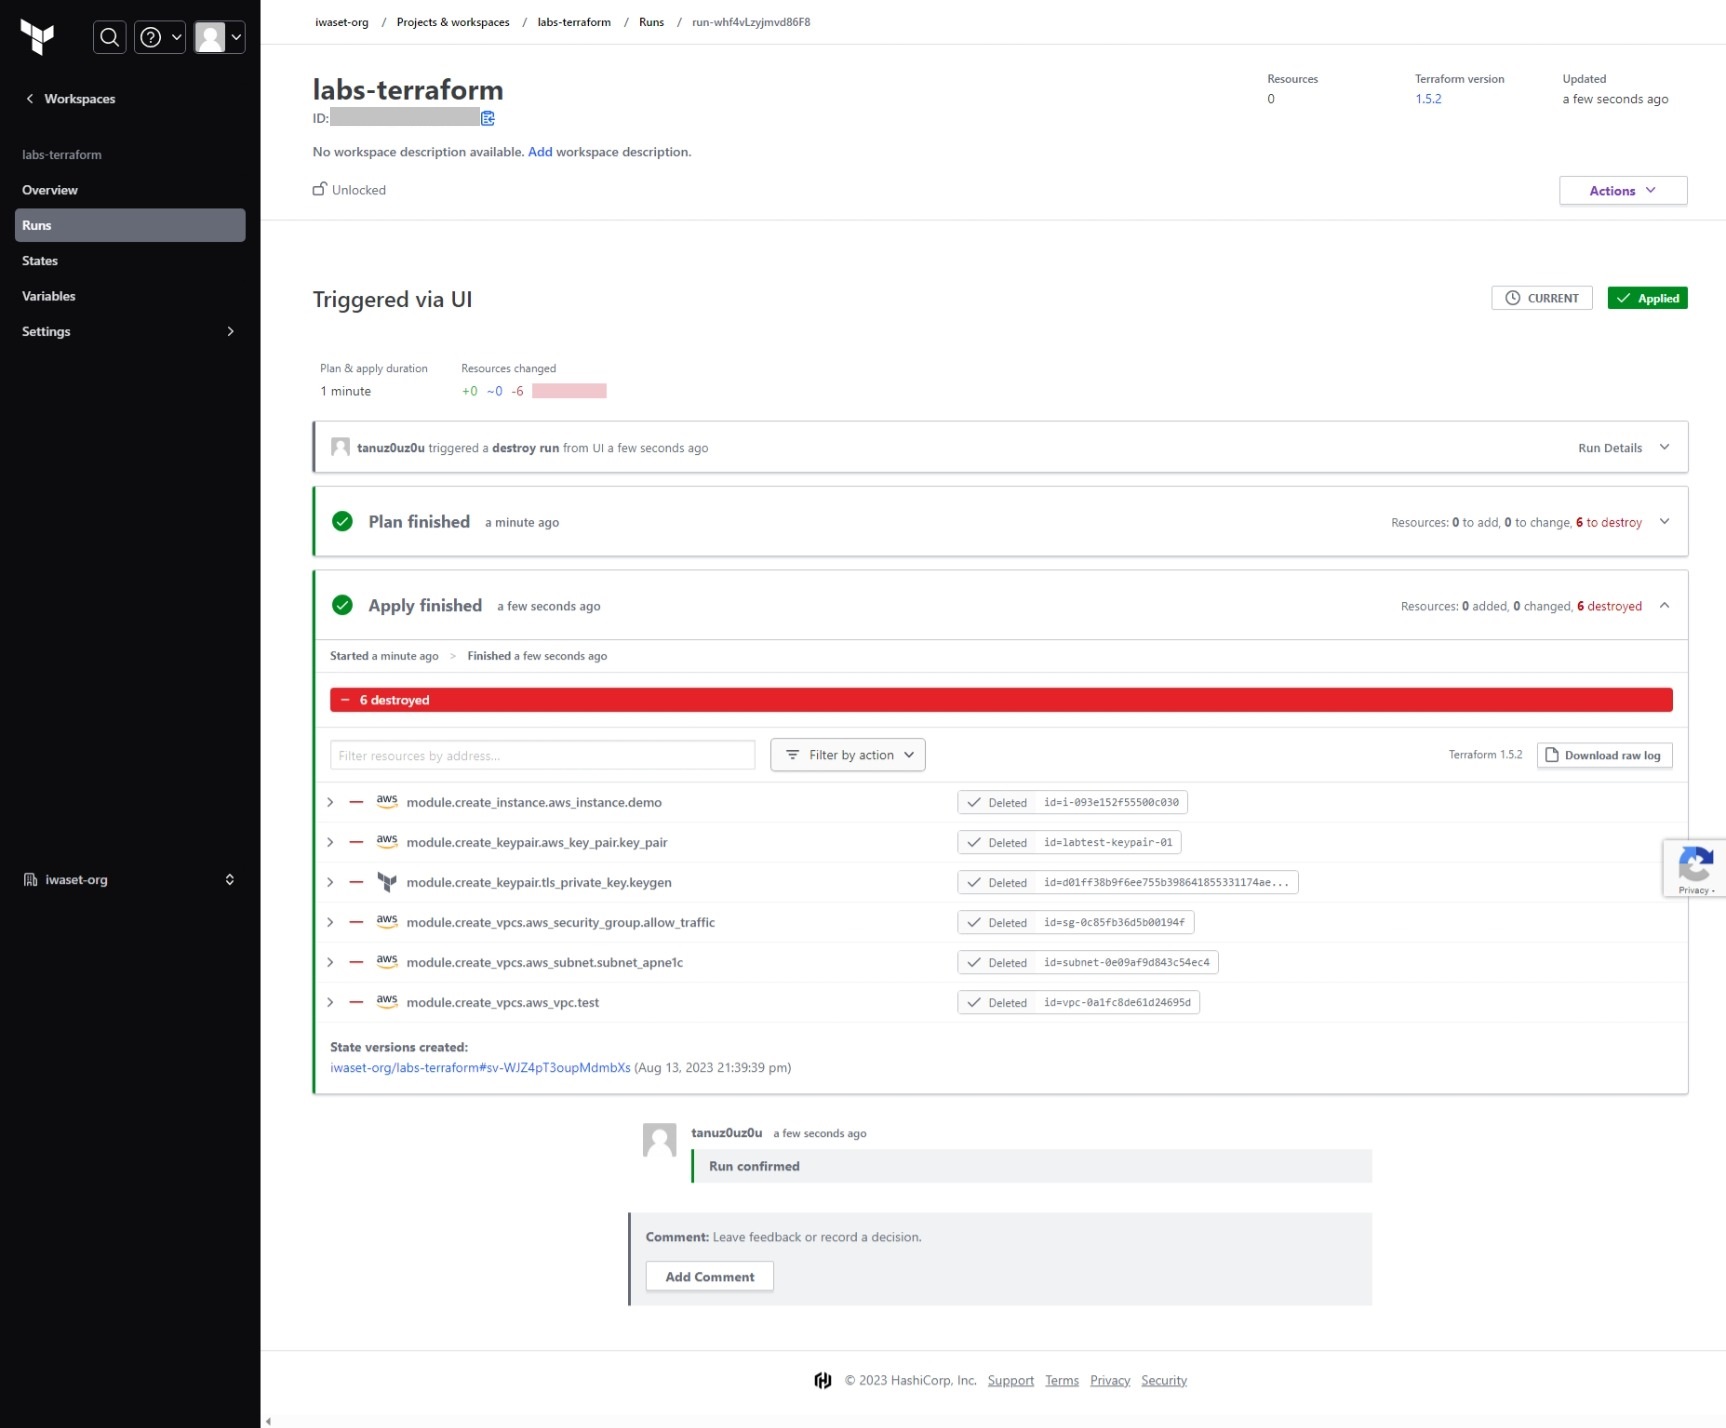 iwaset-org / Projects & workspaces / labs-terraform / Runs / run-whf4vLzyjmvd86F8
Workspaces
labs-terraform
Overview
Runs
States
Variables
Settings
iwaset-org
labs-terraform
ID:
No workspace description available. Add workspace description.
Unlocked
Resources
0
Terraform version
1.5.2
Updated
a few seconds ago
Actions
Triggered via UI
CURRENT
Applied
Plan & apply duration
1 minute
Resources changed
+0 ~0 -6
tanuz0uz0u triggered a destroy run from UI a few seconds ago
Run Details
Plan finished a minute ago
Resources: 0 to add, 0 to change, 6 to destroy
Apply finished a few seconds ago
Resources: 0 added, 0 changed, 6 destroyed
Started a minute ago > Finished a few seconds ago
− 6 destroyed
Filter resources by address...
Filter by action
Terraform 1.5.2
Download raw log
aws module.create_instance.aws_instance.demo Deleted id=i-093e152f55500c030
aws module.create_keypair.aws_key_pair.key_pair Deleted id=labtest-keypair-01
module.create_keypair.tls_private_key.keygen Deleted id=d01ff38b9f6ee755b398641855331174ae...
aws module.create_vpcs.aws_security_group.allow_traffic Deleted id=sg-0c85fb36d5b00194f
aws module.create_vpcs.aws_subnet.subnet_apne1c Deleted id=subnet-0e09af9d843c54ec4
aws module.create_vpcs.aws_vpc.test Deleted id=vpc-0a1fc8de61d24695d
State versions created:
iwaset-org/labs-terraform#sv-WJZ4pT3oupMdmbXs (Aug 13, 2023 21:39:39 pm)
Privacy -
tanuz0uz0u a few seconds ago
Run confirmed
Comment: Leave feedback or record a decision.
Add Comment
© 2023 HashiCorp, Inc. Support Terms Privacy Security